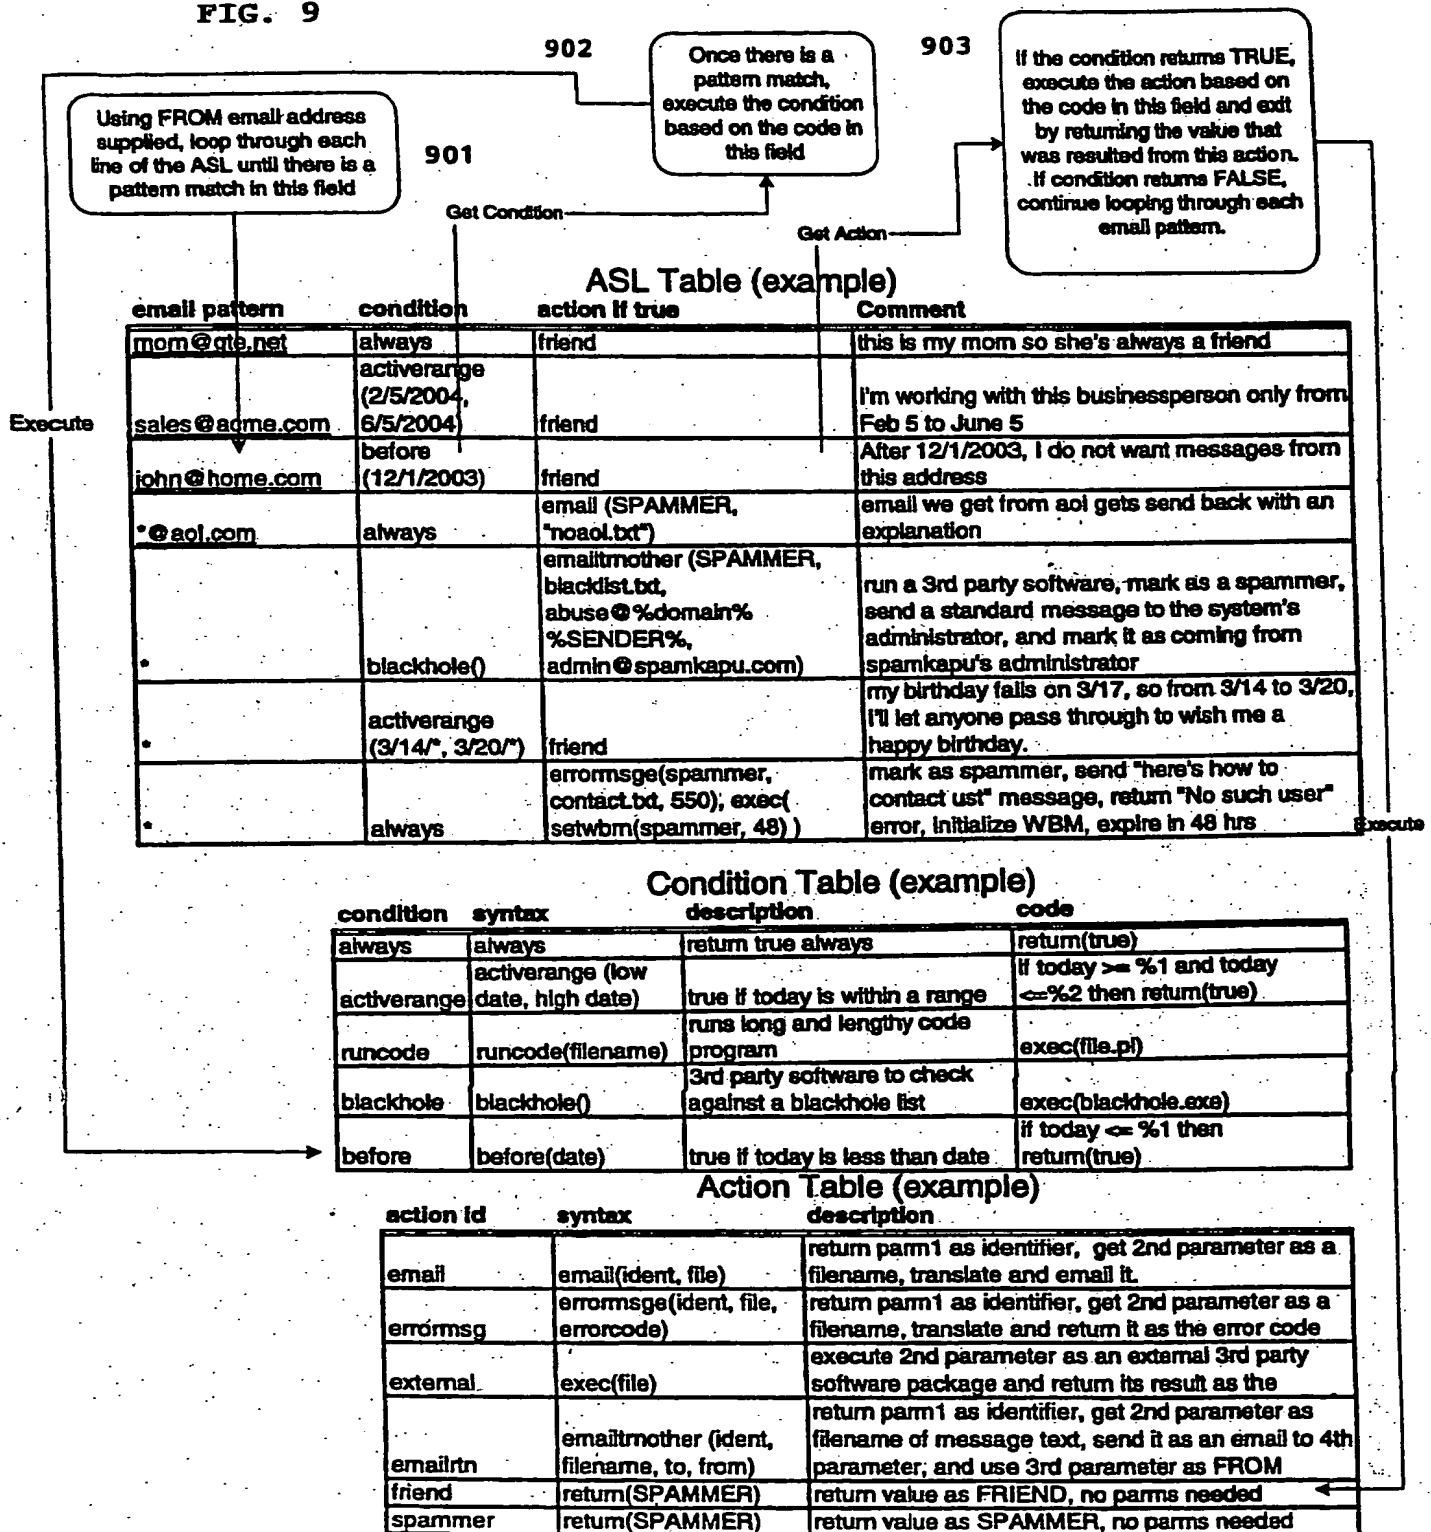 FIG. 9
902
903
Once there is a
pattern match,
execute the condition
based on the code in
this field
If the condition returns TRUE,
execute the action based on
the code in this field and exit
by returning the value that
was resulted from this action.
If condition returns FALSE,
continue looping through each
email pattern.
Using FROM email address
supplied, loop through each
line of the ASL until there is a
pattern match in this field
901
Get Condition
Get Action
ASL Table (example)
email pattern condition action if true Comment
mom@gte.net always friend this is my mom so she's always a friend
activerange
(2/5/2004, I'm working with this businessperson only from
Execute
sales@acme.com 6/5/2004) friend Feb 5 to June 5
before After 12/1/2003, I do not want messages from
john@home.com (12/1/2003) friend this address
email (SPAMMER, email we get from aol gets send back with an
*@aol.com always "noaol.txt") explanation
emailtrnother (SPAMMER,
blacklist.txt, run a 3rd party software, mark as a spammer,
abuse@%domain% send a standard message to the system's
%SENDER%, administrator, and mark it as coming from
* blackhole() admin@spamkapu.com) spamkapu's administrator
my birthday falls on 3/17, so from 3/14 to 3/20,
activerange I'll let anyone pass through to wish me a
* (3/14/*, 3/20/*) friend happy birthday.
errormsge(spammer, mark as spammer, send "here's how to
contact.txt, 550); exec( contact ust" message, return "No such user"
* always setwbm(spammer, 48) ) error, initialize WBM, expire in 48 hrs
Execute
Condition Table (example)
condition syntax description code
always always return true always return(true)
activerange (low if today >= %1 and today
activerange date, high date) true if today is within a range <=%2 then return(true)
runs long and lengthy code
runcode runcode(filename) program exec(file.pl)
3rd party software to check
blackhole blackhole() against a blackhole list exec(blackhole.exe)
if today <= %1 then
before before(date) true if today is less than date return(true)
Action Table (example)
action id syntax description
return parm1 as identifier, get 2nd parameter as a
email email(ident, file) filename, translate and email it.
errormsge(ident, file, return parm1 as identifier, get 2nd parameter as a
errormsg errorcode) filename, translate and return it as the error code
execute 2nd parameter as an external 3rd party
external exec(file) software package and return its result as the
return parm1 as identifier, get 2nd parameter as
emailtrnother (ident, filename of message text, send it as an email to 4th
emailrtn filename, to, from) parameter; and use 3rd parameter as FROM
friend return(SPAMMER) return value as FRIEND, no parms needed
spammer return(SPAMMER) return value as SPAMMER, no parms needed